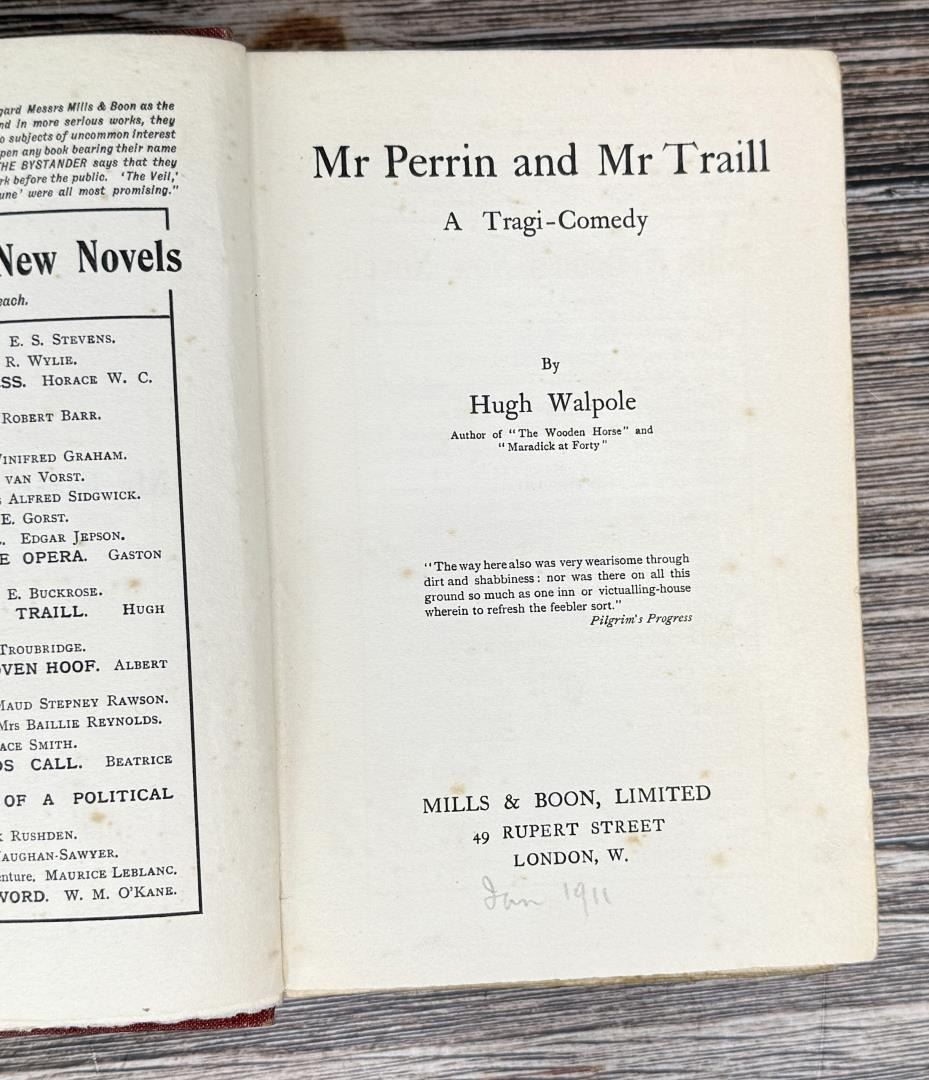 gard Messrs Mills & Boon as the
nd in more serious works, they
o subjects of uncommon interest
pen any book bearing their name
THE BYSTANDER says that they
rk before the public. 'The Veil,'
une' were all most promising."
New Novels
each.
E. S. STEVENS.
R. WYLIE.
SS. HORACE W. C.
ROBERT BARR.
WINIFRED GRAHAM.
VAN VORST.
S ALFRED SIDGWICK.
E. GORST.
EDGAR JEPSON.
E OPERA. GASTON
E. BUCKROSE.
TRAILL. HUGH
TROUBRIDGE.
OVEN HOOF. ALBERT
MAUD STEPNEY RAWSON.
MRS BAILLIE REYNOLDS.
ACE SMITH.
DS CALL. BEATRICE
OF A POLITICAL
K RUSHDEN.
VAUGHAN-SAWYER.
enture. MAURICE LEBLANC.
WORD. W. M. O'KANE.
Mr Perrin and Mr Traill
A Tragi-Comedy
By
Hugh Walpole
Author of "The Wooden Horse" and
"Maradick at Forty"
"The way here also was very wearisome through
dirt and shabbiness: nor was there on all this
ground so much as one inn or victualling-house
wherein to refresh the feebler sort."
Pilgrim's Progress
MILLS & BOON, LIMITED
49 RUPERT STREET
LONDON, W.
Jan 1911